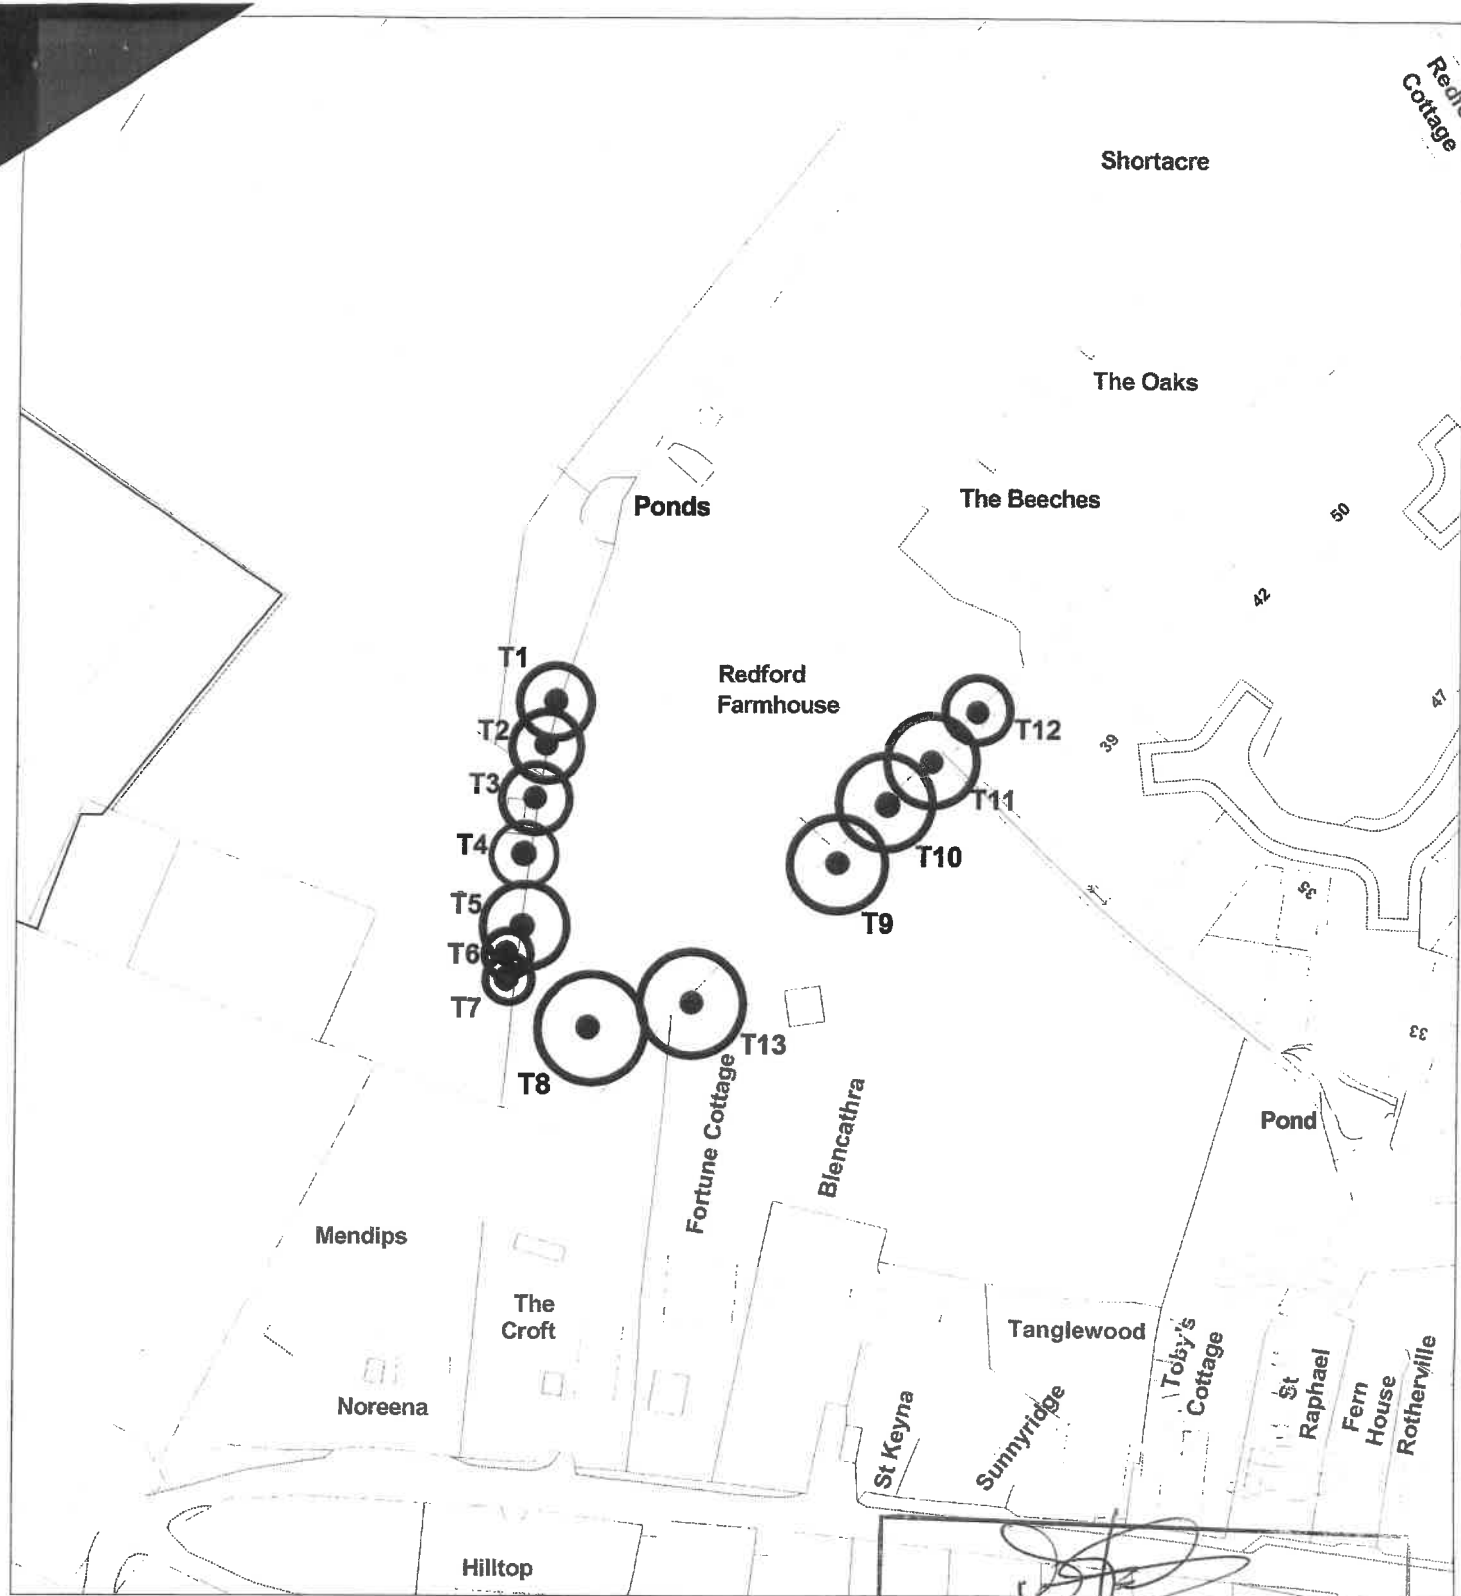 Cottage
Shortacre
The Oaks
The Beeches
Ponds
50
42
47
39
35
33
Redford
Farmhouse
T1
T2
T3
T4
T5
T6
T7
T8
T9
T10
T11
T12
T13
Fortune Cottage
Blencathra
Pond
Mendips
The
Croft
Noreena
Tanglewood
Toby's
Cottage
St
Raphael
Fern
House
Rotherville
St Keyna
Sunnyridge
Hilltop